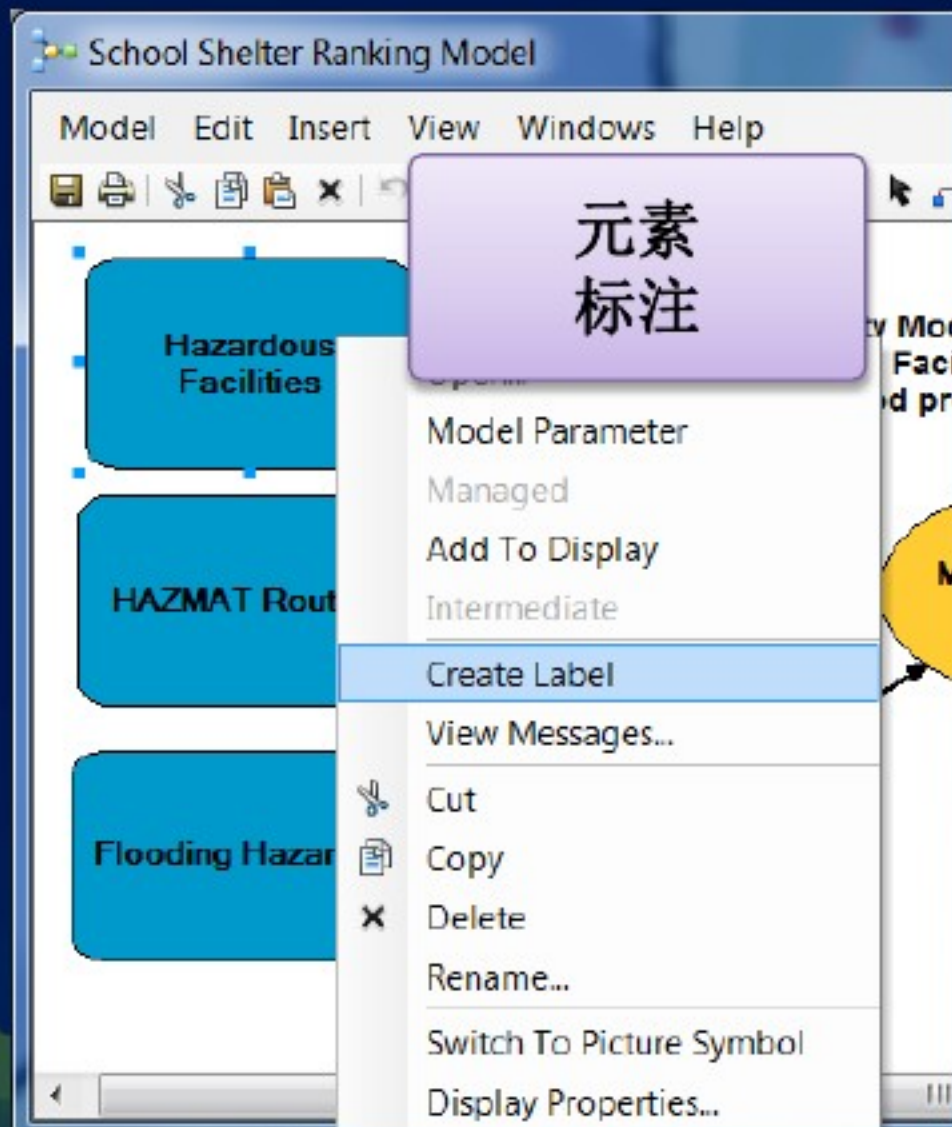 School Shelter Ranking Model
Model Edit Insert View Windows Help
元素
标注
Hazardous
Facilities
HAZMAT
Flooding
Open...
Model Parameter
Managed
Add To Display
Intermediate
Create Label
View Messages...
Cut
Copy
Delete
Rename...
Switch To Picture Symbol
Display Properties...